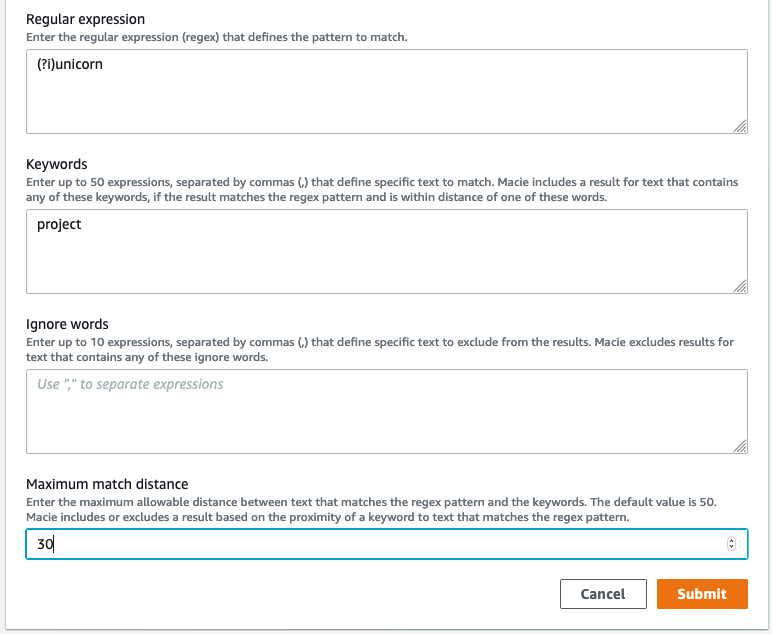 Regular expression
Enter the regular expression (regex) that defines the pattern to match.
(?i)unicorn
Keywords
Enter up to 50 expressions, separated by commas (,) that define specific text to match. Macie includes a result for text that contains
any of these keywords, if the result matches the regex pattern and is within distance of one of these words.
project
Ignore words
Enter up to 10 expressions, separated by commas (,) that define specific text to exclude from the results. Macie excludes results for
text that contains any of these ignore words.
Use "," to separate expressions
Maximum match distance
Enter the maximum allowable distance between text that matches the regex pattern and the keywords. The default value is 50.
Macie includes or excludes a result based on the proximity of a keyword to text that matches the regex pattern.
30
Cancel Submit